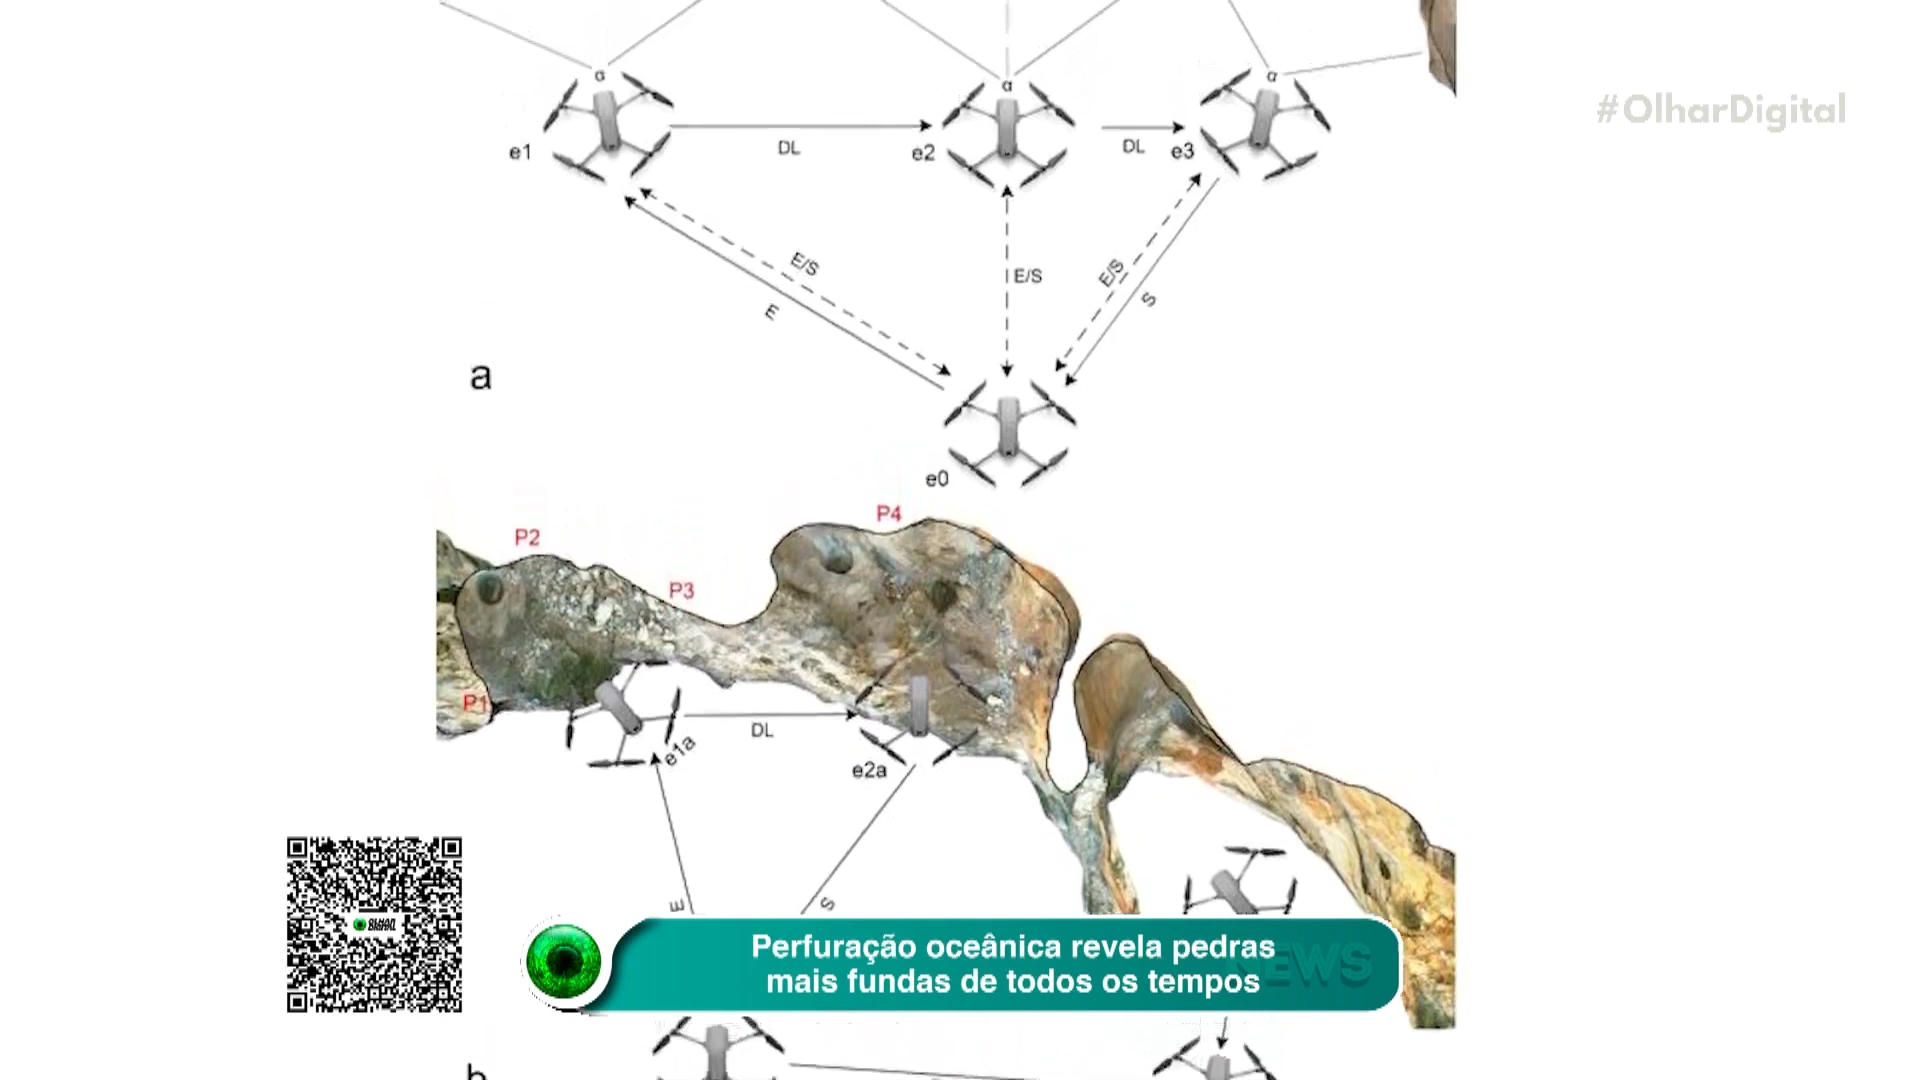 #OlharDigital
α
α
α
e1
DL
e2
DL
e3
E/S
E/S
E/S
E
S
a
e0
P4
P2
P3
P1
DL
e1a
e2a
E
S
Perfuração oceânica revela pedras
mais fundas de todos os tempos
NEWS
b